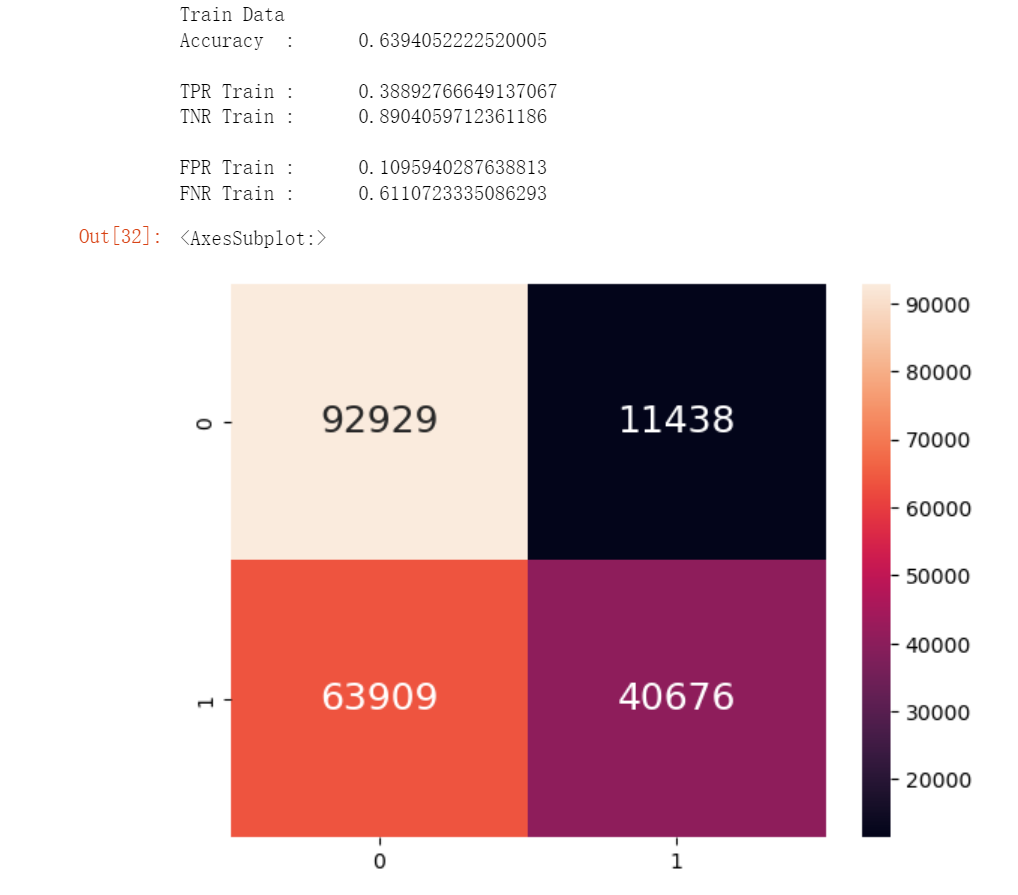 Train Data
Accuracy  :      0.6394052222520005
TPR Train :      0.38892766649137067
TNR Train :      0.8904059712361186
FPR Train :      0.1095940287638813
FNR Train :      0.6110723335086293
Out[32]: <AxesSubplot:>
90000
80000
70000
60000
50000
40000
30000
20000
0
92929 11438
1
63909 40676
0 1